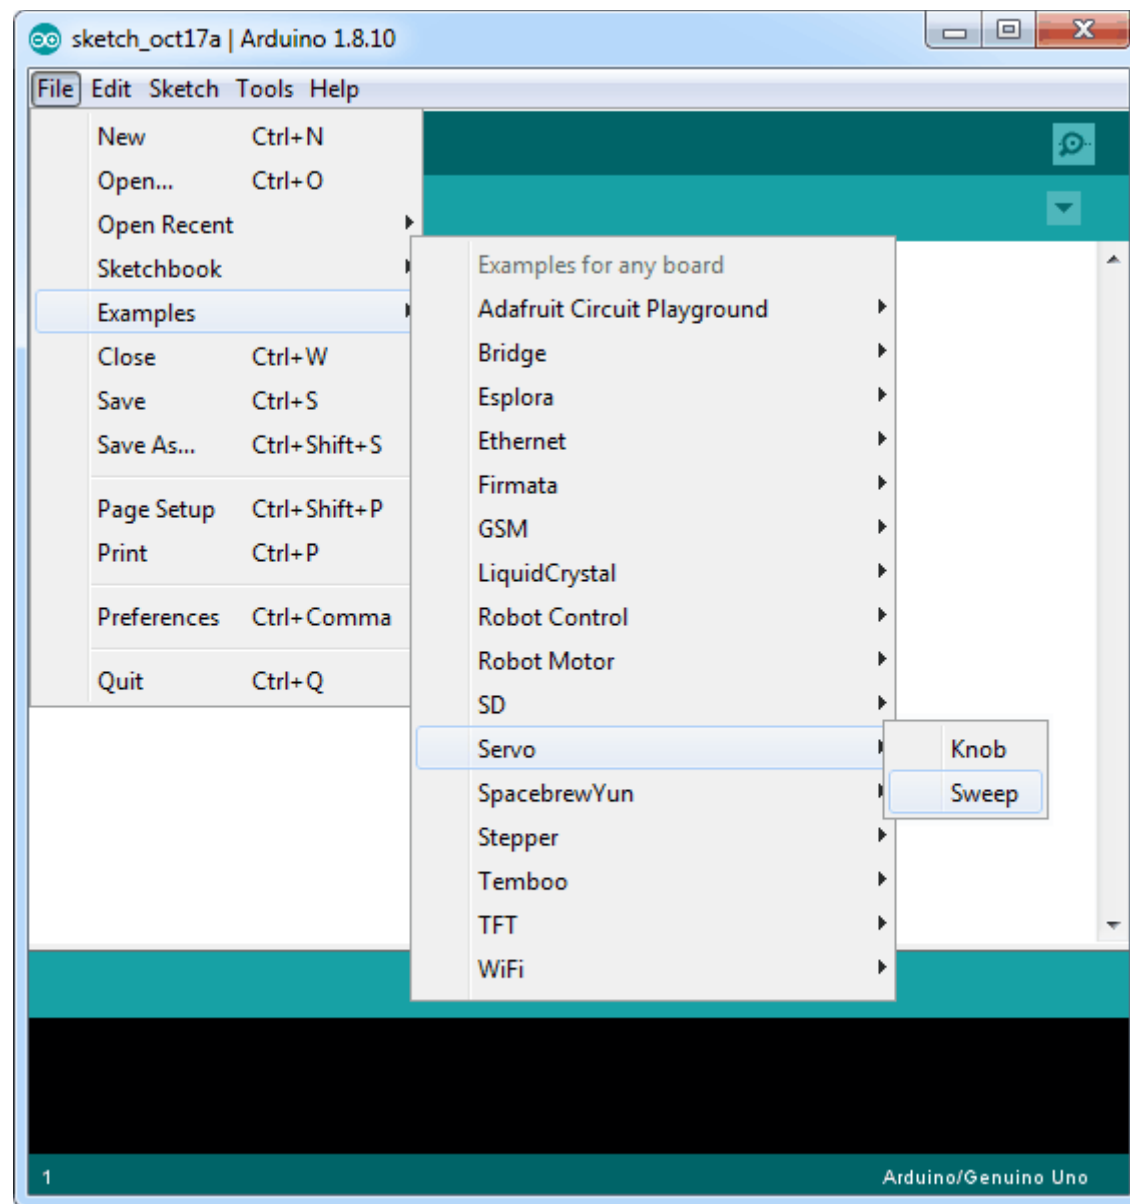 sketch_oct17a | Arduino 1.8.10
File Edit Sketch Tools Help
New Ctrl+N
Open... Ctrl+O
Open Recent
Sketchbook
Examples
Close Ctrl+W
Save Ctrl+S
Save As... Ctrl+Shift+S
Page Setup Ctrl+Shift+P
Print Ctrl+P
Preferences Ctrl+Comma
Quit Ctrl+Q
Examples for any board
Adafruit Circuit Playground
Bridge
Esplora
Ethernet
Firmata
GSM
LiquidCrystal
Robot Control
Robot Motor
SD
Servo
SpacebrewYun
Stepper
Temboo
TFT
WiFi
Knob
Sweep
1 Arduino/Genuino Uno